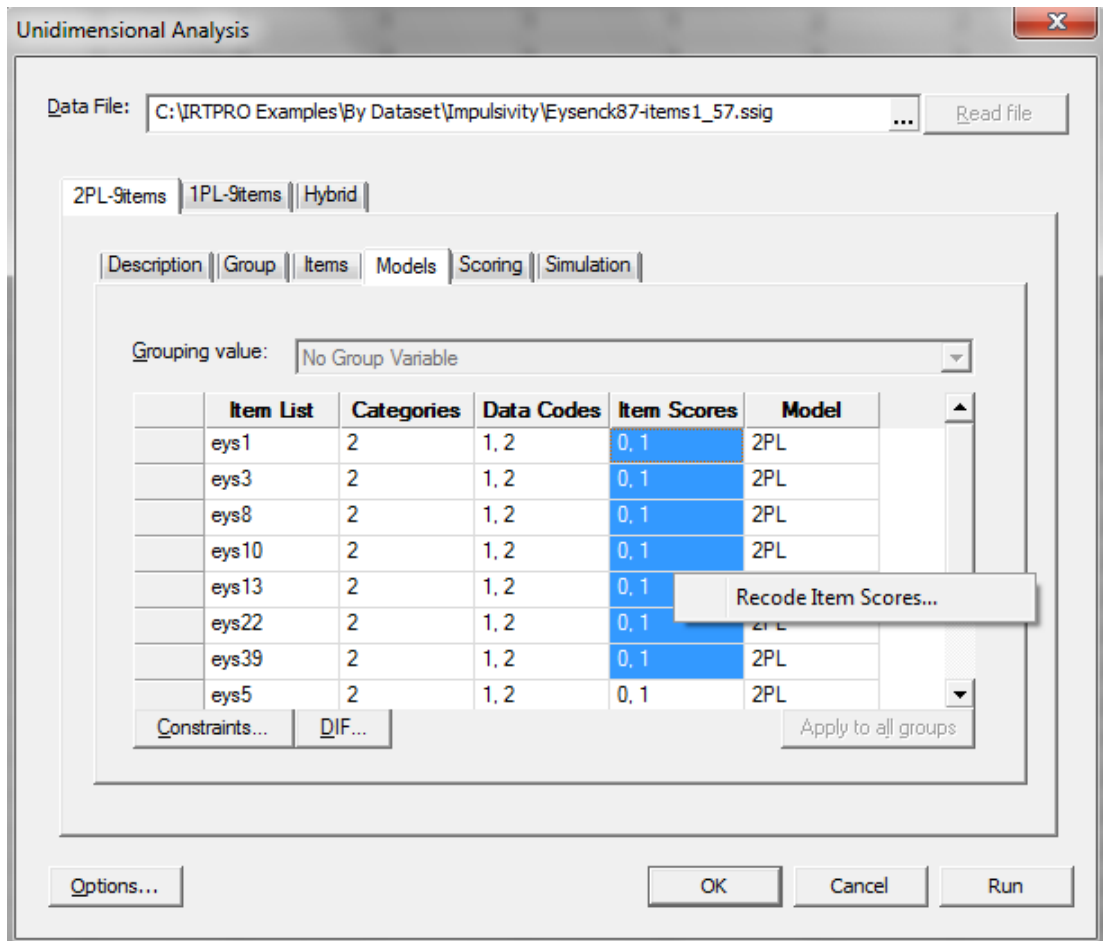 Unidimensional Analysis
Data File: C:\IRTPRO Examples\By Dataset\Impulsivity\Eysenck87-items1_57.ssig ... Read file
2PL-9items 1PL-9items Hybrid
Description Group Items Models Scoring Simulation
Grouping value: No Group Variable
Item List Categories Data Codes Item Scores Model
eys1 2 1, 2 0, 1 2PL
eys3 2 1, 2 0, 1 2PL
eys8 2 1, 2 0, 1 2PL
eys10 2 1, 2 0, 1 2PL
eys13 2 1, 2 0, 1
Recode Item Scores...
eys22 2 1, 2 0, 1 2PL
eys39 2 1, 2 0, 1 2PL
eys5 2 1, 2 0, 1 2PL
Constraints... DIF... Apply to all groups
Options... OK Cancel Run